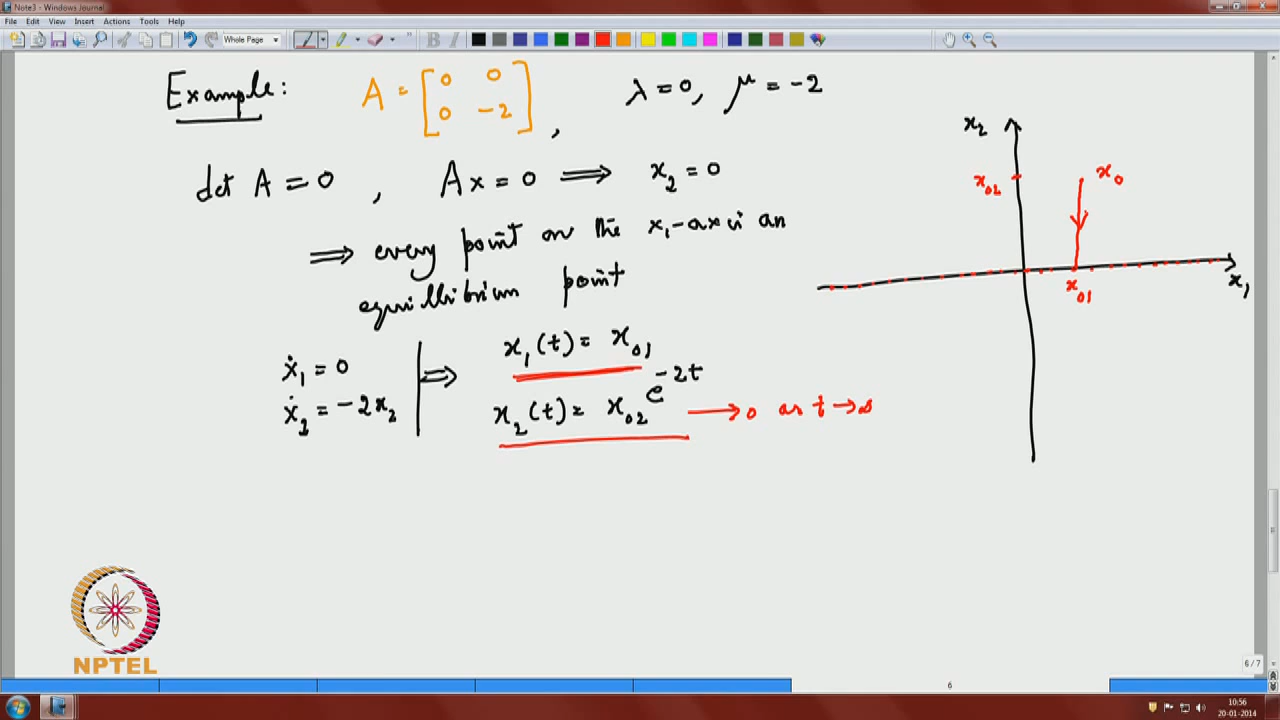 Note3 - Windows Journal
File Edit View Insert Actions Tools Help
Whole Page
Example: A = [0 0; 0 -2], λ = 0, μ = -2
det A = 0, Ax = 0 ⟹ x₂ = 0
⟹ every point on the x₁-axis is an
equillibrium point
ẋ₁ = 0
ẋ₂ = -2x₂
⟹ x₁(t) = x₀₁
x₂(t) = x₀₂ e^-2t → 0 as t → ∞
x₂
x₀₂
x₀
x₀₁
x₁
NPTEL
6 / 7
6
10:56
20-01-2014